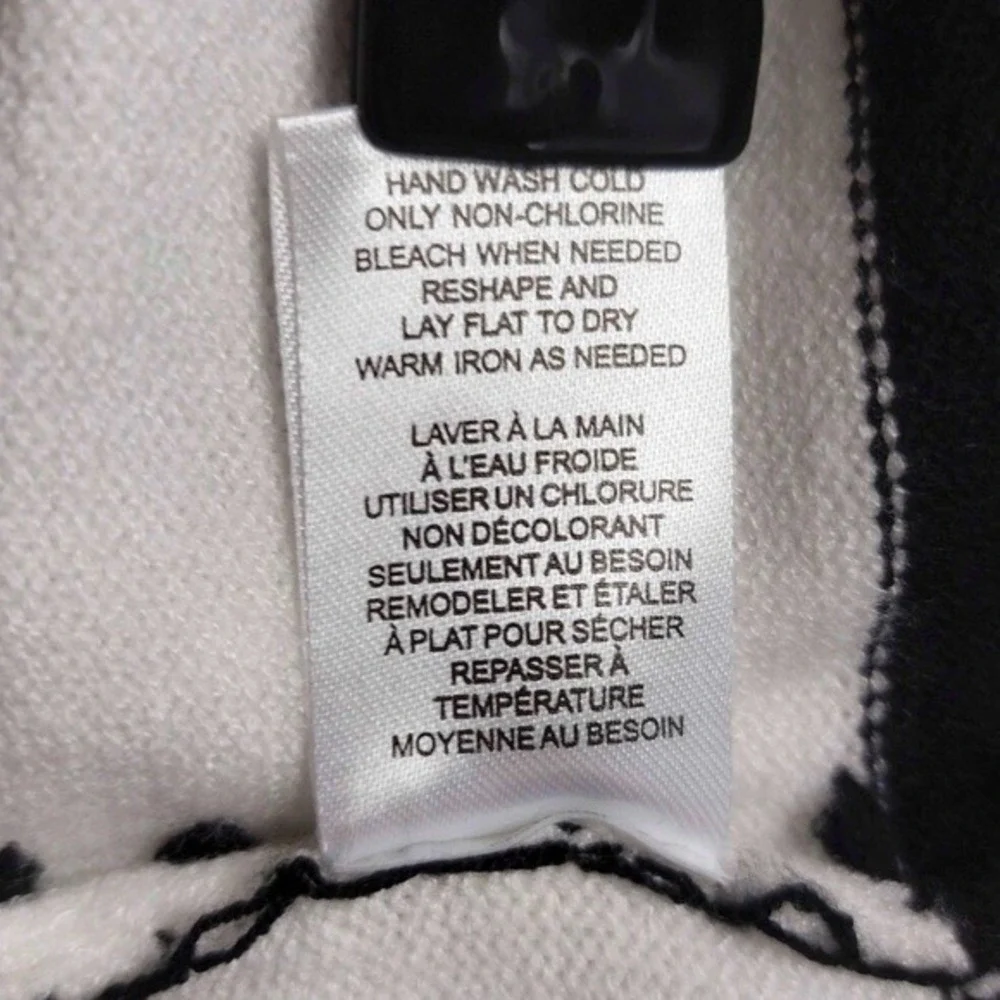 HAND WASH COLD
ONLY NON-CHLORINE
BLEACH WHEN NEEDED
RESHAPE AND
LAY FLAT TO DRY
WARM IRON AS NEEDED
LAVER À LA MAIN
À L'EAU FROIDE
UTILISER UN CHLORURE
NON DÉCOLORANT
SEULEMENT AU BESOIN
REMODELER ET ÉTALER
À PLAT POUR SÉCHER
REPASSER À
TEMPÉRATURE
MOYENNE AU BESOIN